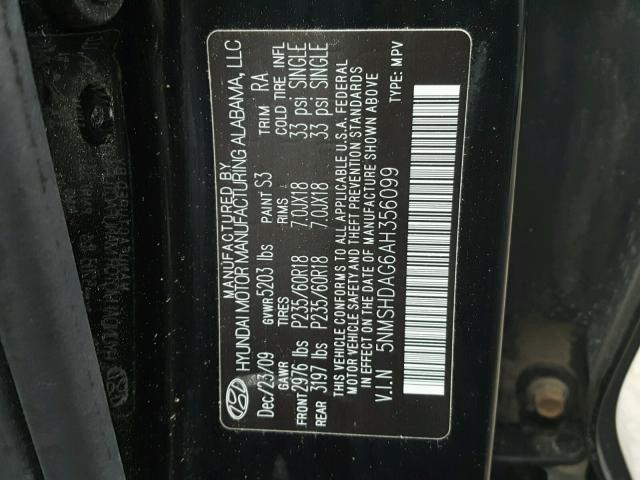 MANUFACTURED BY
HYUNDAI MOTOR MANUFACTURING ALABAMA, LLC
Dec/23/09 GVWR 5203 lbs PAINT S3 TRIM RA
GAWR TIRES RIMS COLD TIRE INFL
FRONT 2976 lbs P235/60R18 7.0JX18 33 psi SINGLE
REAR 3197 lbs P235/60R18 7.0JX18 33 psi SINGLE
THIS VEHICLE CONFORMS TO ALL APPLICABLE U.S.A. FEDERAL
MOTOR VEHICLE SAFETY AND THEFT PREVENTION STANDARDS
IN EFFECT ON THE DATE OF MANUFACTURE SHOWN ABOVE
V.I.N 5NMSHDAG6AH356099 TYPE: MPV